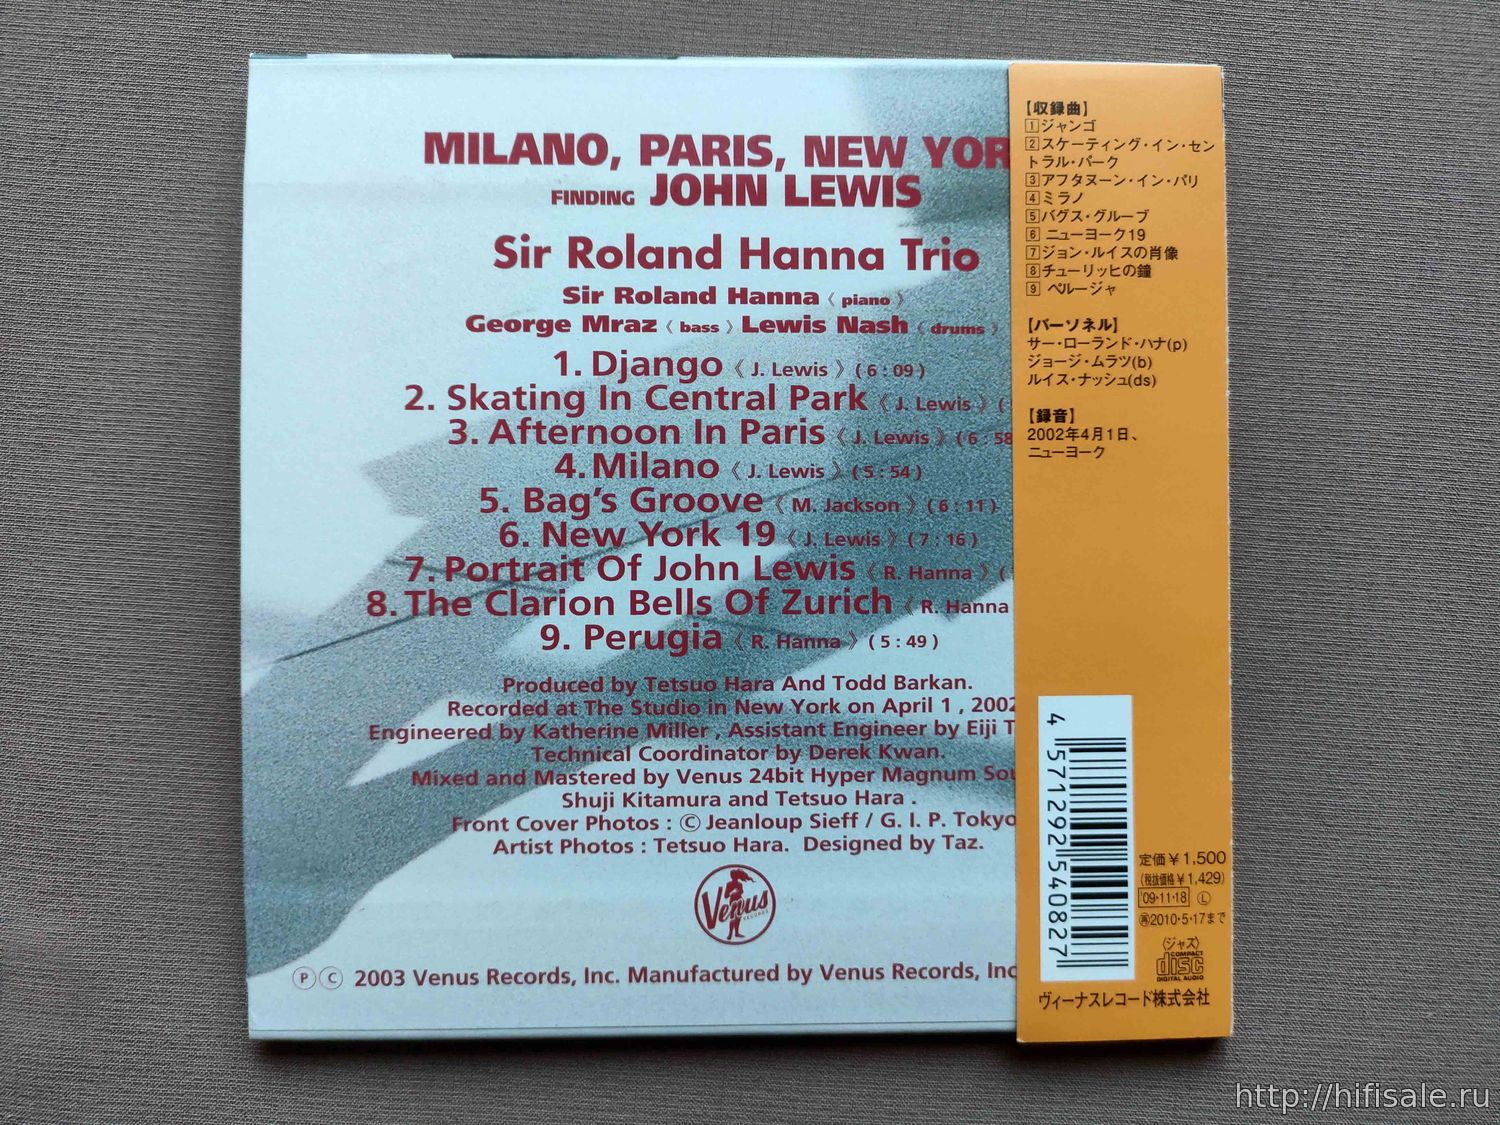 MILANO, PARIS, NEW YOR
FINDING JOHN LEWIS
Sir Roland Hanna Trio
Sir Roland Hanna《 piano 》
George Mraz《 bass 》Lewis Nash《 drums 》
1. Django《 J. Lewis 》( 6 : 09 )
2. Skating In Central Park《 J. Lewis 》(
3. Afternoon In Paris《 J. Lewis 》( 6 : 58
4. Milano《 J. Lewis 》( 5 : 54 )
5. Bag's Groove《 M. Jackson 》( 6 : 11 )
6. New York 19《 J. Lewis 》( 7 : 16 )
7. Portrait Of John Lewis《 R. Hanna 》(
8. The Clarion Bells Of Zurich《 R. Hanna
9. Perugia《 R. Hanna 》( 5 : 49 )
Produced by Tetsuo Hara And Todd Barkan.
Recorded at The Studio in New York on April 1 , 2002
Engineered by Katherine Miller , Assistant Engineer by Eiji T
Technical Coordinator by Derek Kwan.
Mixed and Mastered by Venus 24bit Hyper Magnum Sou
Shuji Kitamura and Tetsuo Hara .
Front Cover Photos : © Jeanloup Sieff / G. I. P. Tokyo
Artist Photos : Tetsuo Hara. Designed by Taz.
Venus
RECORDS
Ⓟ Ⓒ 2003 Venus Records, Inc. Manufactured by Venus Records, Inc
【収録曲】
1 ジャンゴ
2 スケーティング・イン・セン
トラル・パーク
3 アフタヌーン・イン・パリ
4 ミラノ
5 バグス・グルーブ
6 ニューヨーク19
7 ジョン・ルイスの肖像
8 チューリッヒの鐘
9 ペルージャ
【パーソネル】
サー・ローランド・ハナ(p)
ジョージ・ムラツ(b)
ルイス・ナッシュ(ds)
【録音】
2002年4月1日、
ニューヨーク
4 571292 540827
定価￥1,500
(税抜価格￥1,429)
'09・11・18 Ⓛ
㊢2010・5・17まで
〈ジャズ〉
COMPACT
disc
DIGITAL AUDIO
ヴィーナスレコード株式会社
http://hifisale.ru